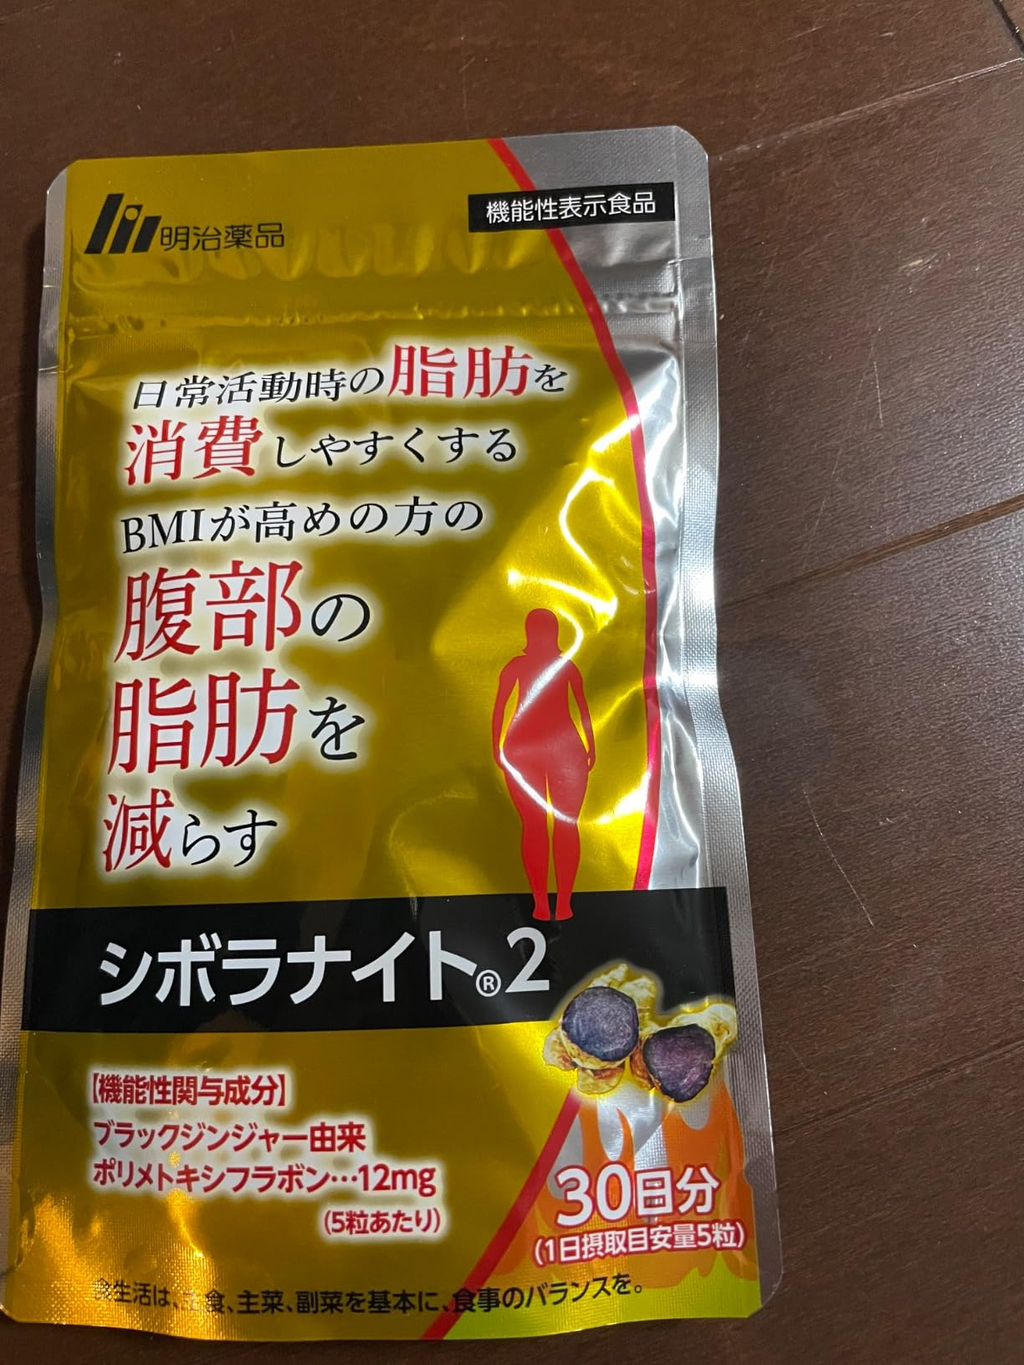 明治薬品
機能性表示食品
日常活動時の脂肪を
消費しやすくする
BMIが高めの方の
腹部の
脂肪を
減らす
シボラナイト®2
【機能性関与成分】
ブラックジンジャー由来
ポリメトキシフラボン…12mg
(5粒あたり)
30日分
(1日摂取目安量5粒)
食生活は、主食、主菜、副菜を基本に、食事のバランスを。